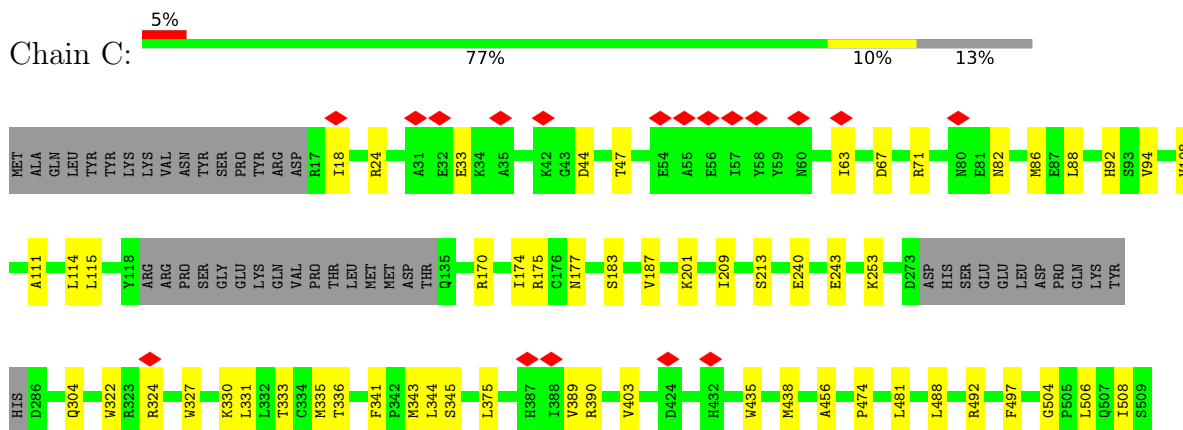 5%
Chain C:
77% 10% 13%
MET ALA GLN LEU TYR TYR LYS LYS VAL ASN TYR SER PRO TYR ARG ASP R17 I18 R24 A31 E32 E33 K34 A35 K42 G43 D44 T47 E54 A55 E56 I57 Y58 Y59 N60 I63 D67 R71 N80 E81 N82 M86 E87 L88 H92 S93 V94
A111 L114 L115 Y118 ARG ARG PRO SER GLY GLU LYS GLN VAL PRO THR LEU MET MET ASP THR Q135 R170 I174 R175 C176 N177 S183 V187 K201 I209 S213 E240 E243 K253 D273 ASP HIS SER GLU GLU LEU ASP PRO GLN LYS TYR
HIS D286 Q304 W322 R323 R324 W327 K330 L331 L332 T333 C334 M335 T336 F341 P342 M343 L344 S345 L375 H387 I388 V389 R390 V403 D424 H432 W435 M438 A456 P474 L481 L488 R492 F497 G504 P505 L506 Q507 I508 S509